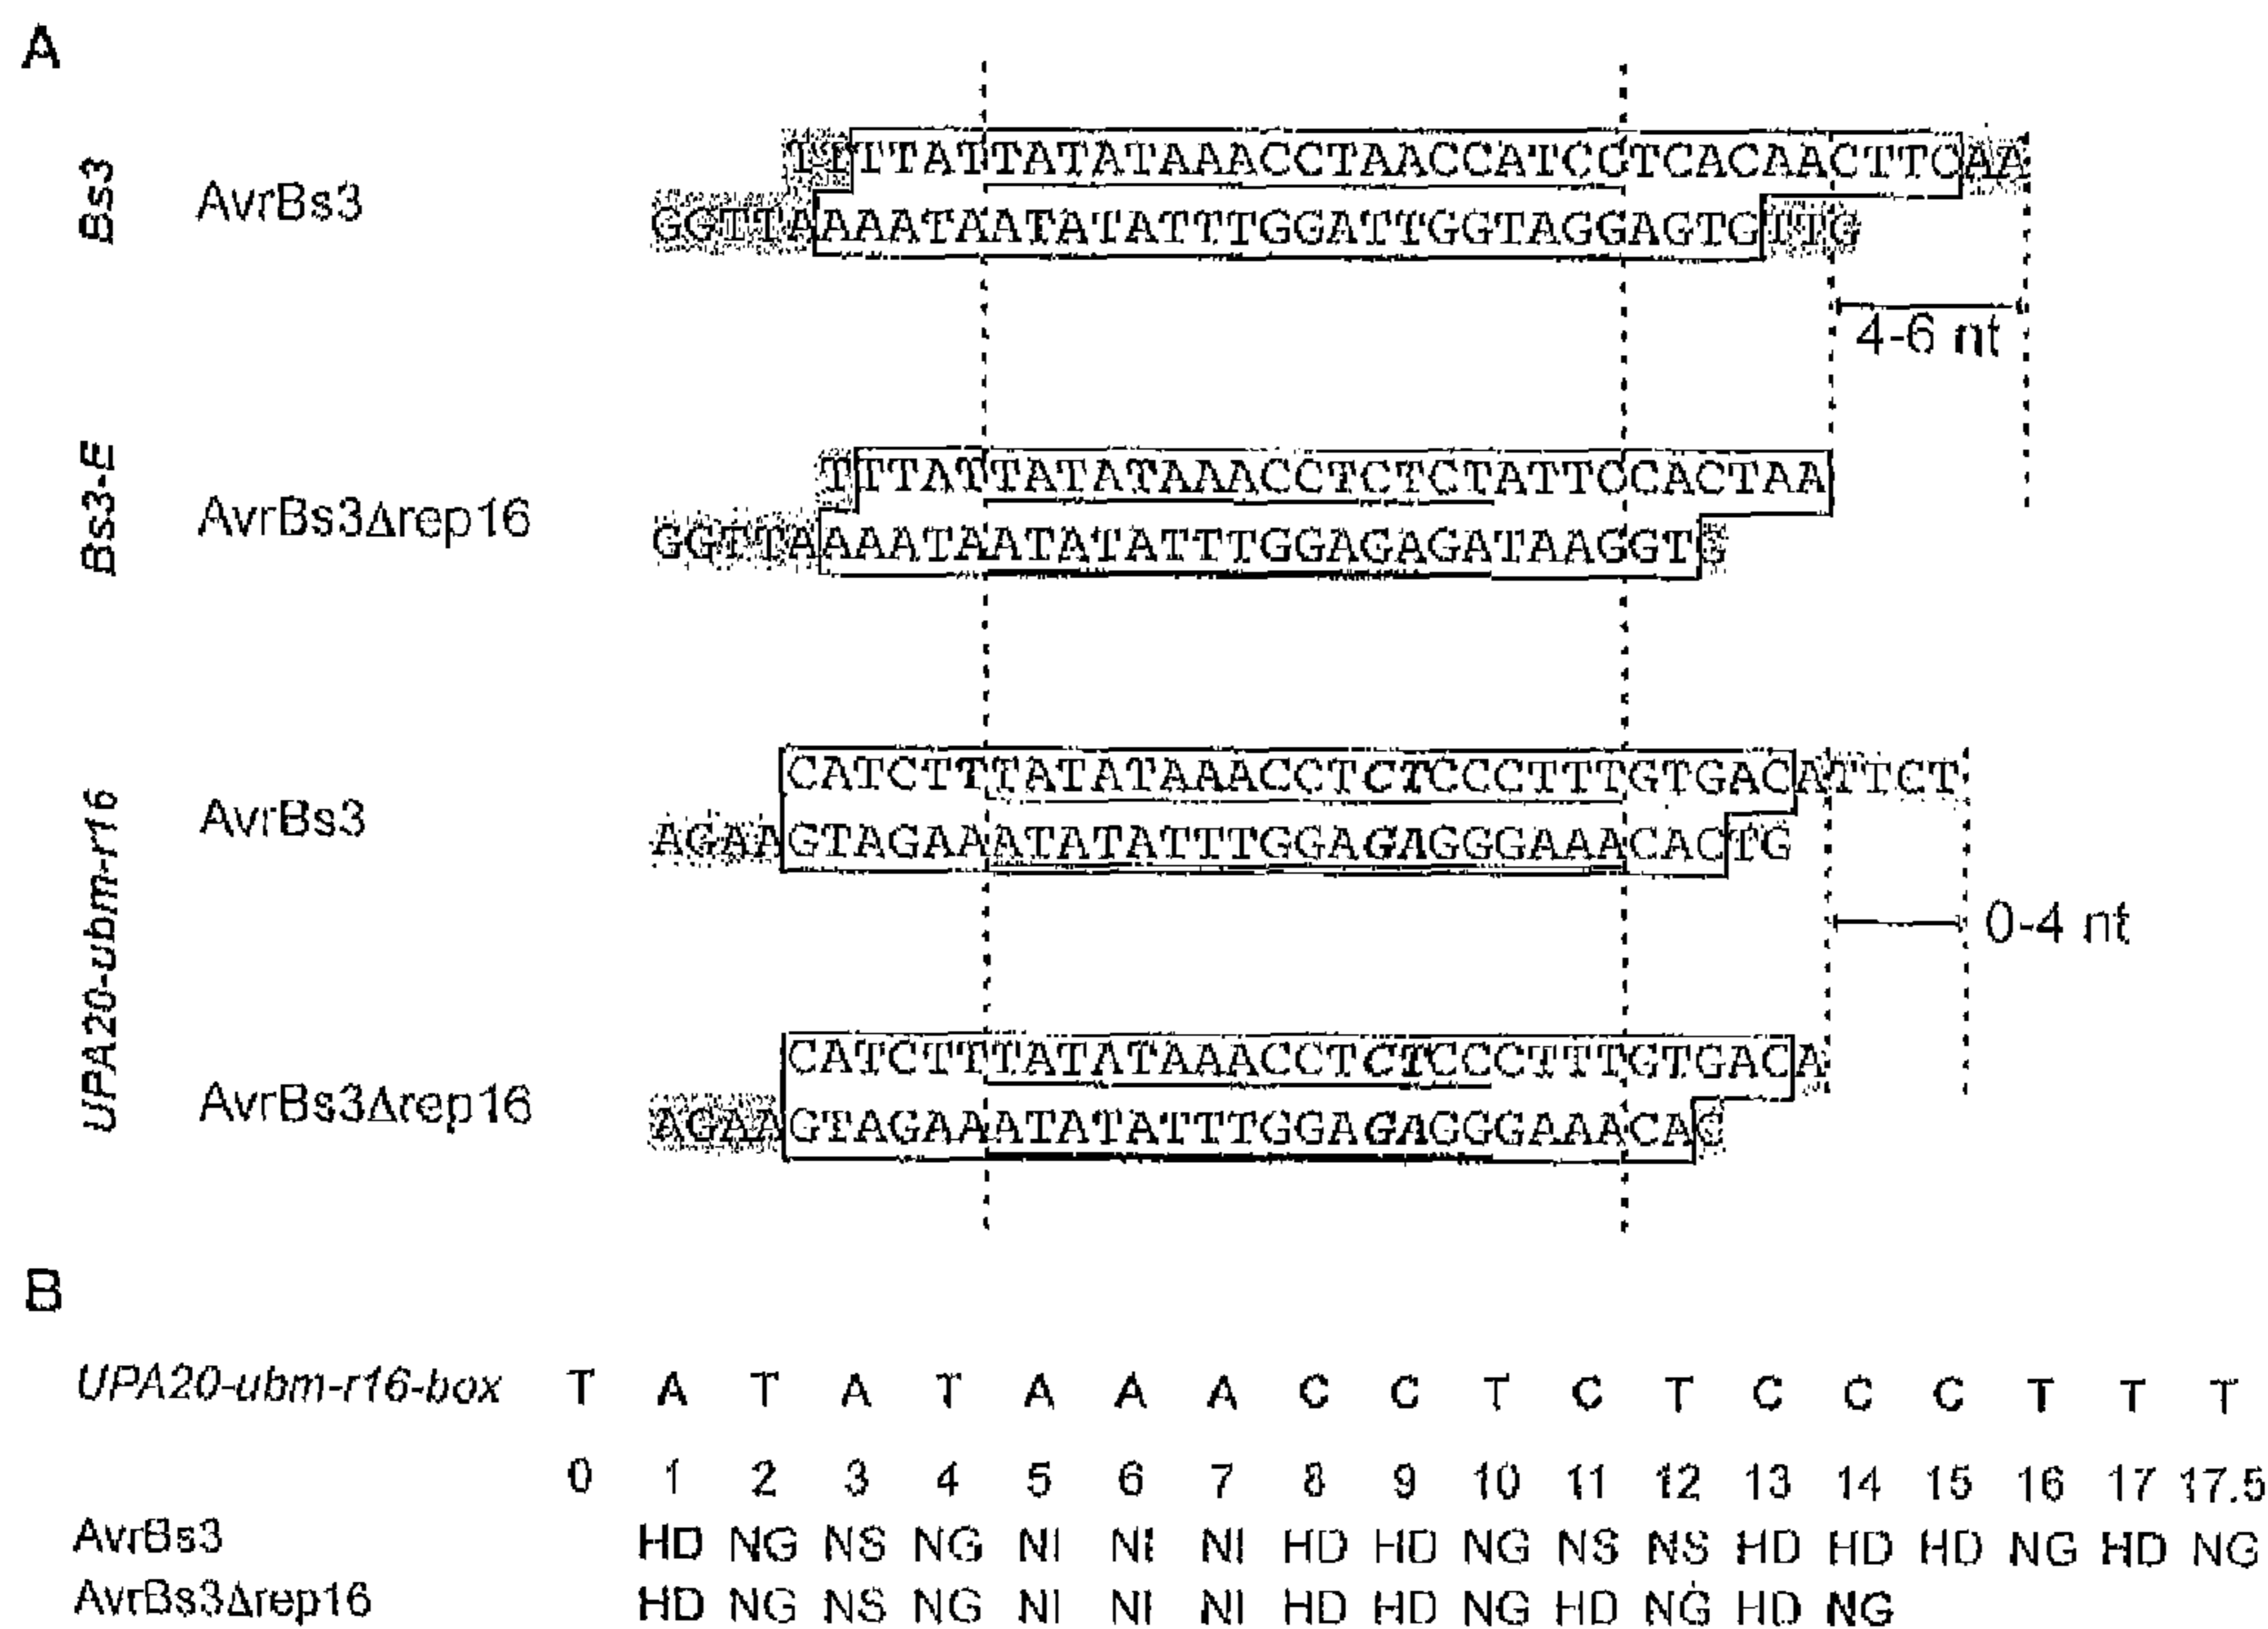 A
Bs3
AvrBs3
TTTTATTATATAAACCTAACCATCCTCACAACTTCAA
GGTTAAAATAATATATTTGGATTGGTAGGAGTGTTG
4-6 nt
Bs3-E
AvrBs3Δrep16
TTTATTATATAAACCTCTCTATTCCACTAA
GGTTAAAATAATATATTTGGAGAGATAAGGTG
UPA20-ubm-r16
AvrBs3
CATCTTTATATAAACCTCTCCCTTTGTGACATTCT
AGAAGTAGAAATATATTTGGAGAGGGAAACACTG
0-4 nt
AvrBs3Δrep16
CATCTTTATATAAACCTCTCCCTTTGTGACA
AGAAGTAGAAATATATTTGGAGAGGGAAACAC
B
UPA20-ubm-r16-box T A T A T A A A C C T C T C C C T T T
0 1 2 3 4 5 6 7 8 9 10 11 12 13 14 15 16 17 17.5
AvrBs3 HD NG NS NG NI NI NI HD HD NG NS NS HD HD HD NG HD NG
AvrBs3Δrep16 HD NG NS NG NI NI NI HD HD NG HD NG HD NG